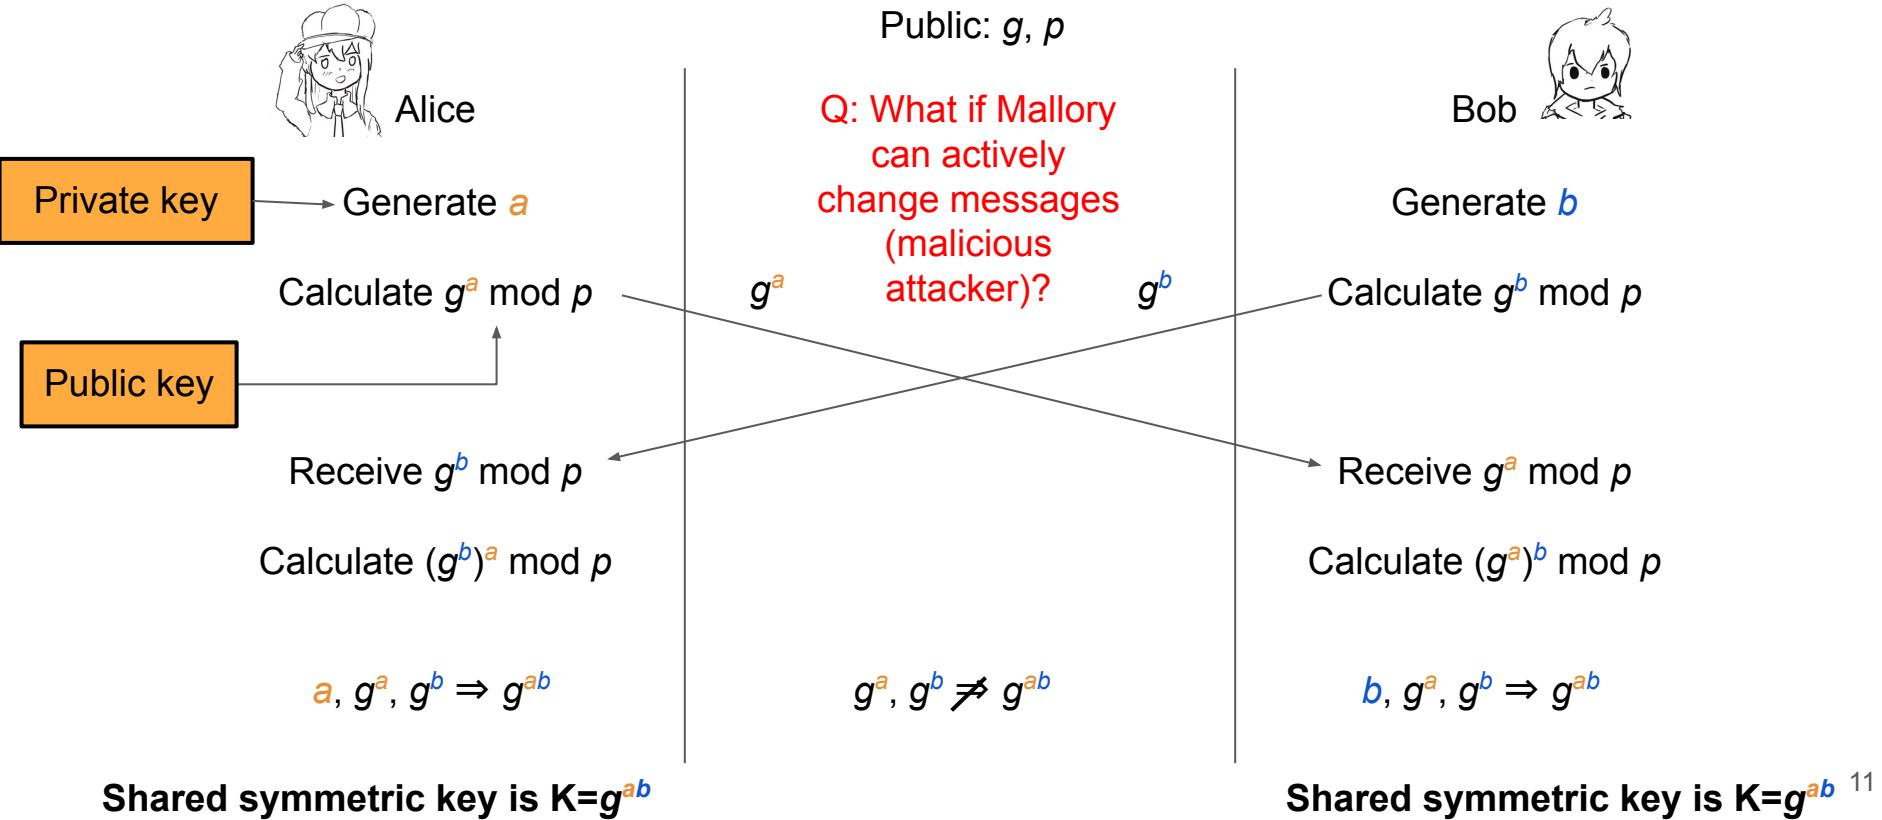 Public: g, p
Alice
Q: What if Mallory
can actively
change messages
(malicious
attacker)?
Bob
Private key
Generate a
Generate b
Calculate gᵃ mod p
gᵃ
gᵇ
Calculate gᵇ mod p
Public key
Receive gᵇ mod p
Receive gᵃ mod p
Calculate (gᵇ)ᵃ mod p
Calculate (gᵃ)ᵇ mod p
a, gᵃ, gᵇ ⇒ gᵃᵇ
gᵃ, gᵇ ⇏ gᵃᵇ
b, gᵃ, gᵇ ⇒ gᵃᵇ
Shared symmetric key is K=gᵃᵇ
Shared symmetric key is K=gᵃᵇ
11